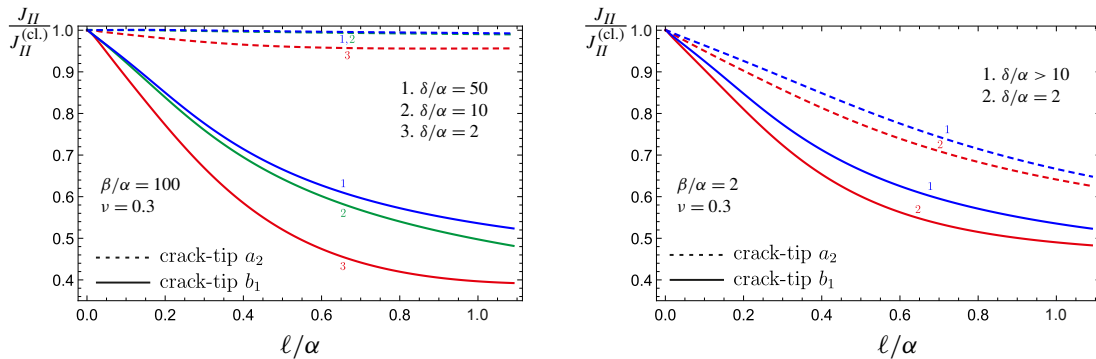 J_II / J_II^(cl.)
1.0
0.9
0.8
0.7
0.6
0.5
0.4
0.0 0.2 0.4 0.6 0.8 1.0
ℓ/α
1,2
3
1. δ/α = 50
2. δ/α = 10
3. δ/α = 2
1
2
3
β/α = 100
ν = 0.3
crack-tip a₂
crack-tip b₁
J_II / J_II^(cl.)
1.0
0.9
0.8
0.7
0.6
0.5
0.4
0.0 0.2 0.4 0.6 0.8 1.0
ℓ/α
1. δ/α > 10
2. δ/α = 2
1
2
1
2
β/α = 2
ν = 0.3
crack-tip a₂
crack-tip b₁